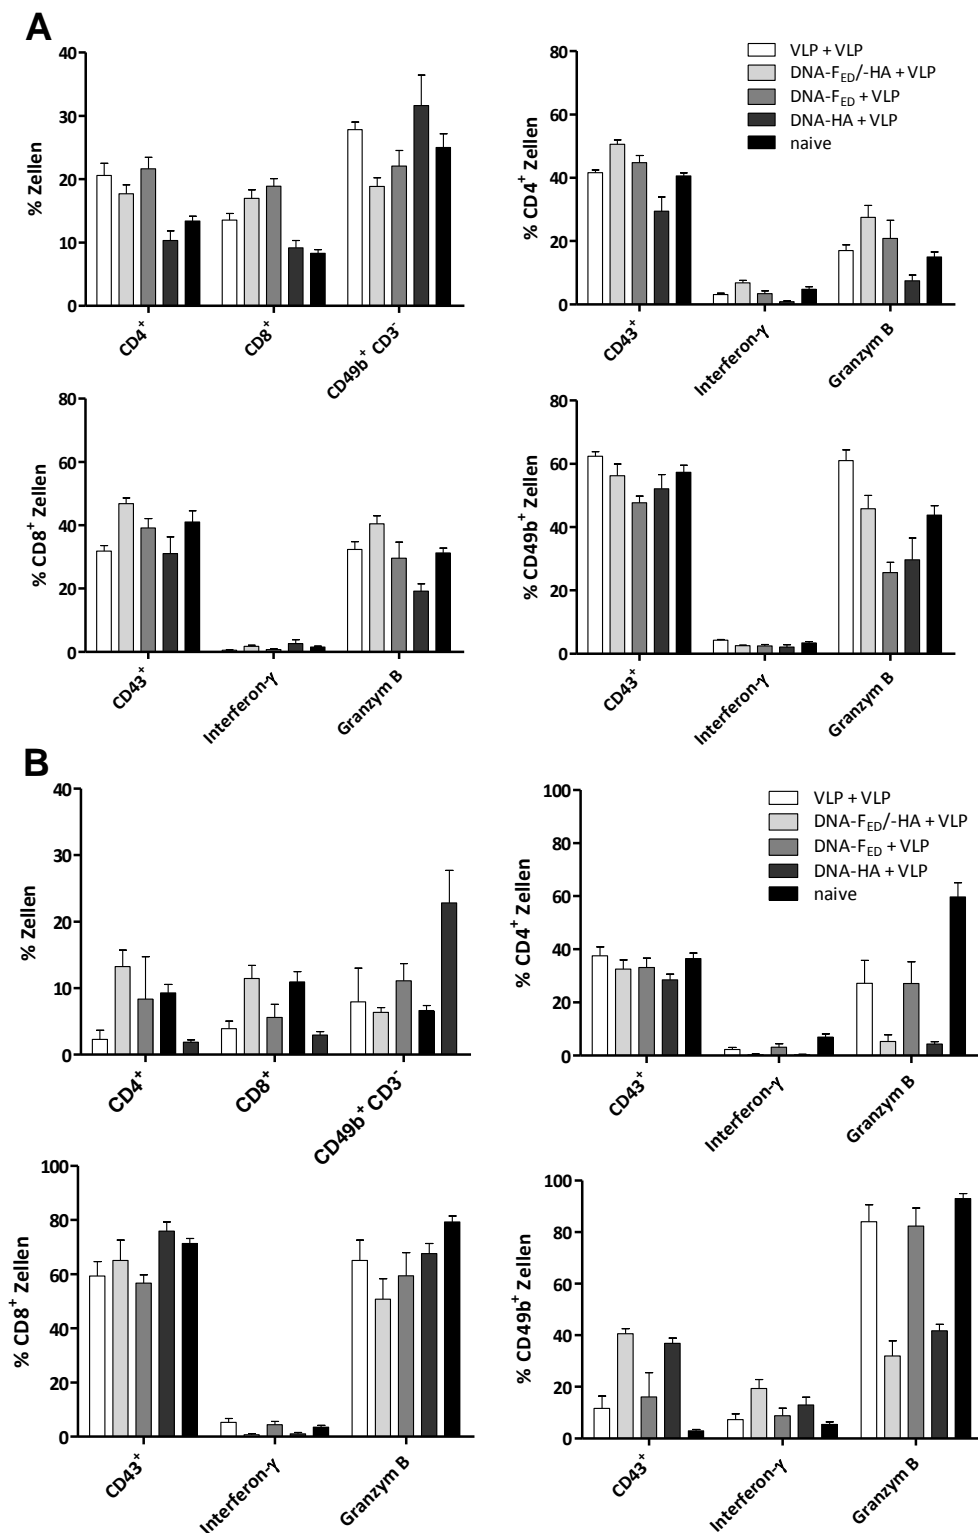 A
% Zellen
40
30
20
10
0
CD4⁺
CD8⁺
CD49b⁺ CD3⁻
% CD4⁺ Zellen
80
60
40
20
0
CD43⁺
Interferon-γ
Granzym B
VLP + VLP
DNA-F_ED/-HA + VLP
DNA-F_ED + VLP
DNA-HA + VLP
naive
% CD8⁺ Zellen
80
60
40
20
0
CD43⁺
Interferon-γ
Granzym B
% CD49b⁺ Zellen
80
60
40
20
0
CD43⁺
Interferon-γ
Granzym B
B
% Zellen
40
30
20
10
0
CD4⁺
CD8⁺
CD49b⁺ CD3⁻
% CD4⁺ Zellen
100
80
60
40
20
0
CD43⁺
Interferon-γ
Granzym B
VLP + VLP
DNA-F_ED/-HA + VLP
DNA-F_ED + VLP
DNA-HA + VLP
naive
% CD8⁺ Zellen
100
80
60
40
20
0
CD43⁺
Interferon-γ
Granzym B
% CD49b⁺ Zellen
100
80
60
40
20
0
CD43⁺
Interferon-γ
Granzym B